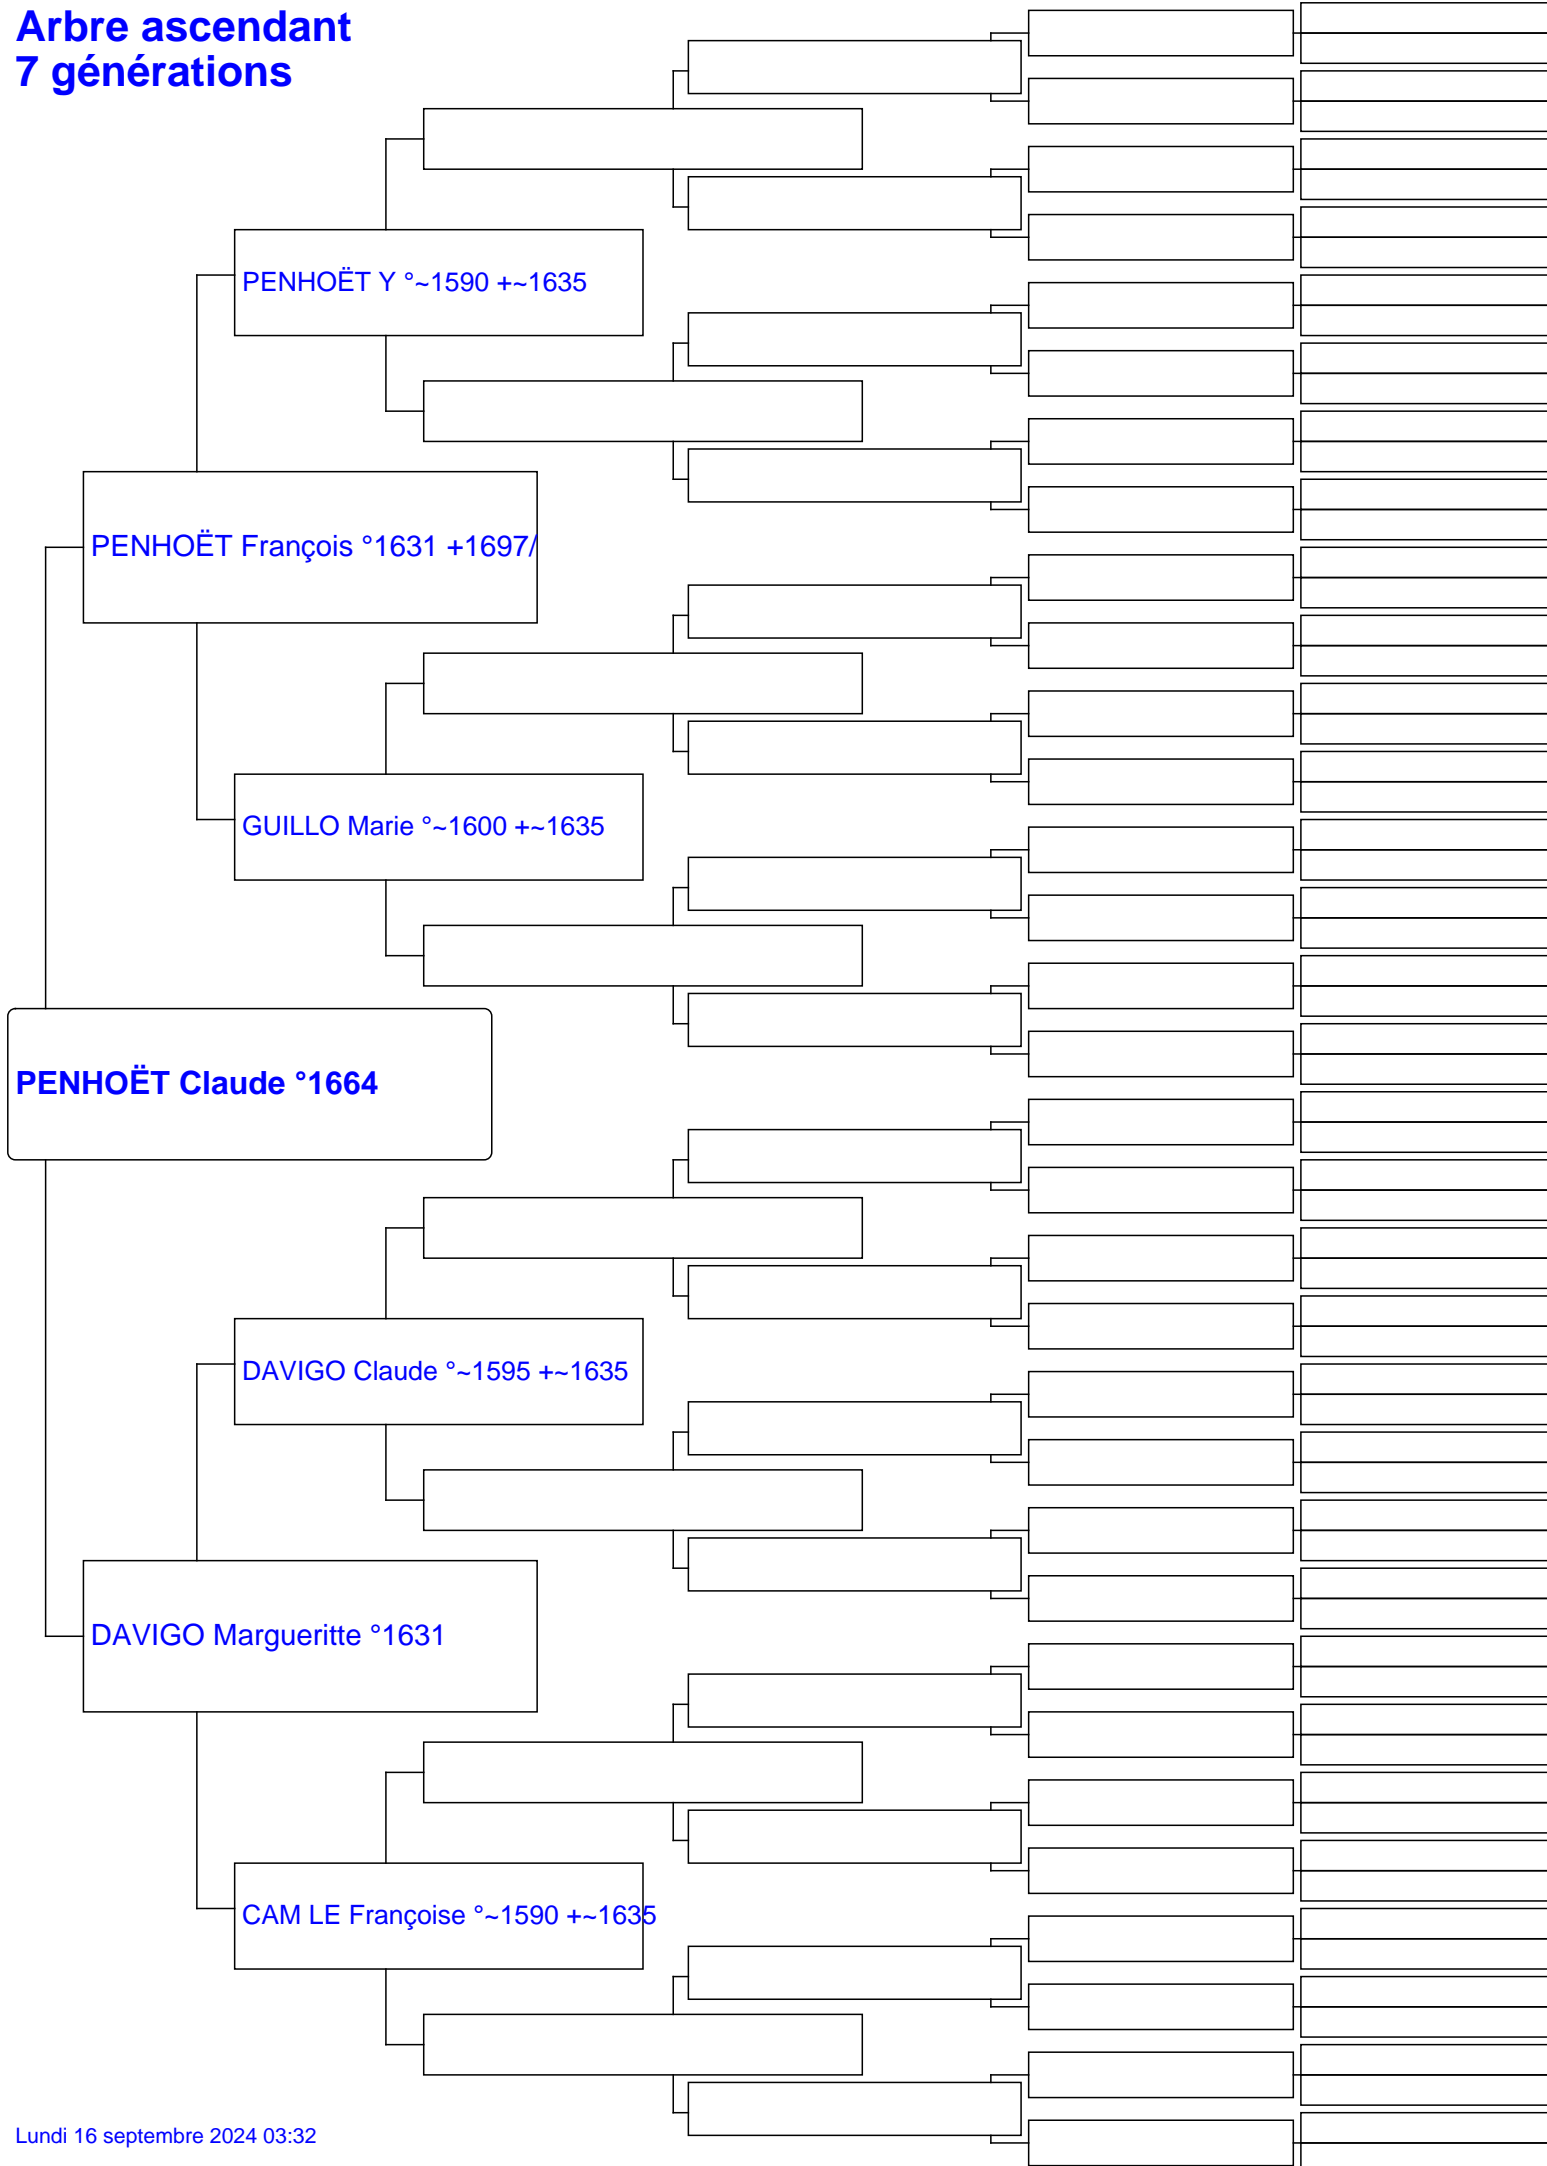 Arbre ascendant
7 générations
PENHOËT Y °~1590 +~1635
PENHOËT François °1631 +1697/
GUILLO Marie °~1600 +~1635
PENHOËT Claude °1664
DAVIGO Claude °~1595 +~1635
DAVIGO Margueritte °1631
CAM LE Françoise °~1590 +~1635
Lundi 16 septembre 2024 03:32